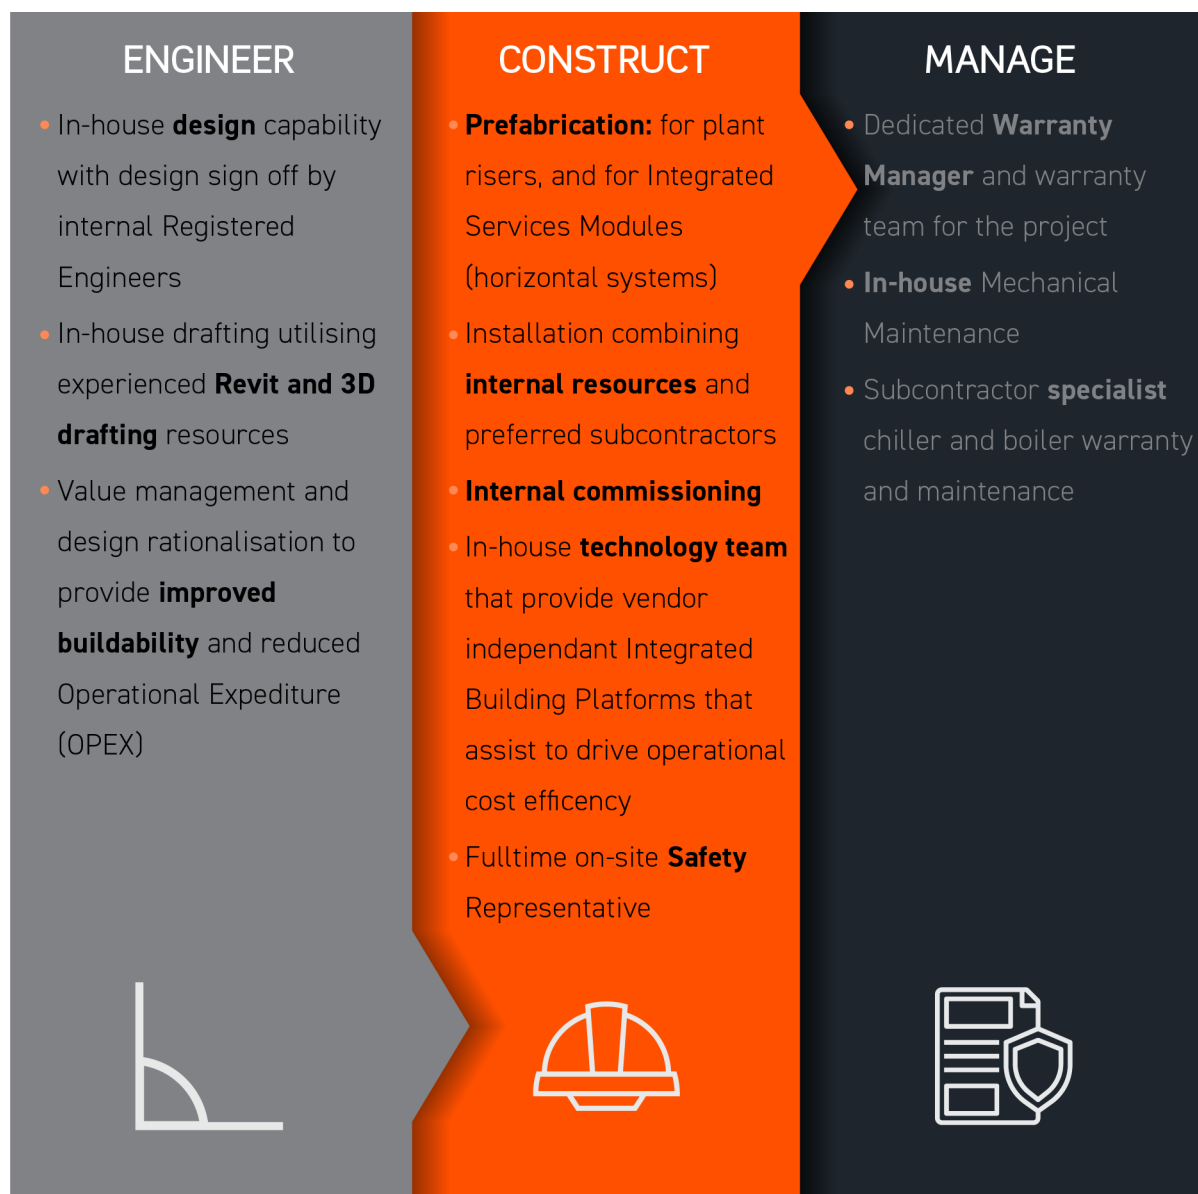 ENGINEER
• In-house design capability
with design sign off by
internal Registered
Engineers
• In-house drafting utilising
experienced Revit and 3D
drafting resources
• Value management and
design rationalisation to
provide improved
buildability and reduced
Operational Expediture
(OPEX)
CONSTRUCT
• Prefabrication: for plant
risers, and for Integrated
Services Modules
(horizontal systems)
• Installation combining
internal resources and
preferred subcontractors
• Internal commissioning
• In-house technology team
that provide vendor
independant Integrated
Building Platforms that
assist to drive operational
cost efficency
• Fulltime on-site Safety
Representative
MANAGE
• Dedicated Warranty
Manager and warranty
team for the project
• In-house Mechanical
Maintenance
• Subcontractor specialist
chiller and boiler warranty
and maintenance